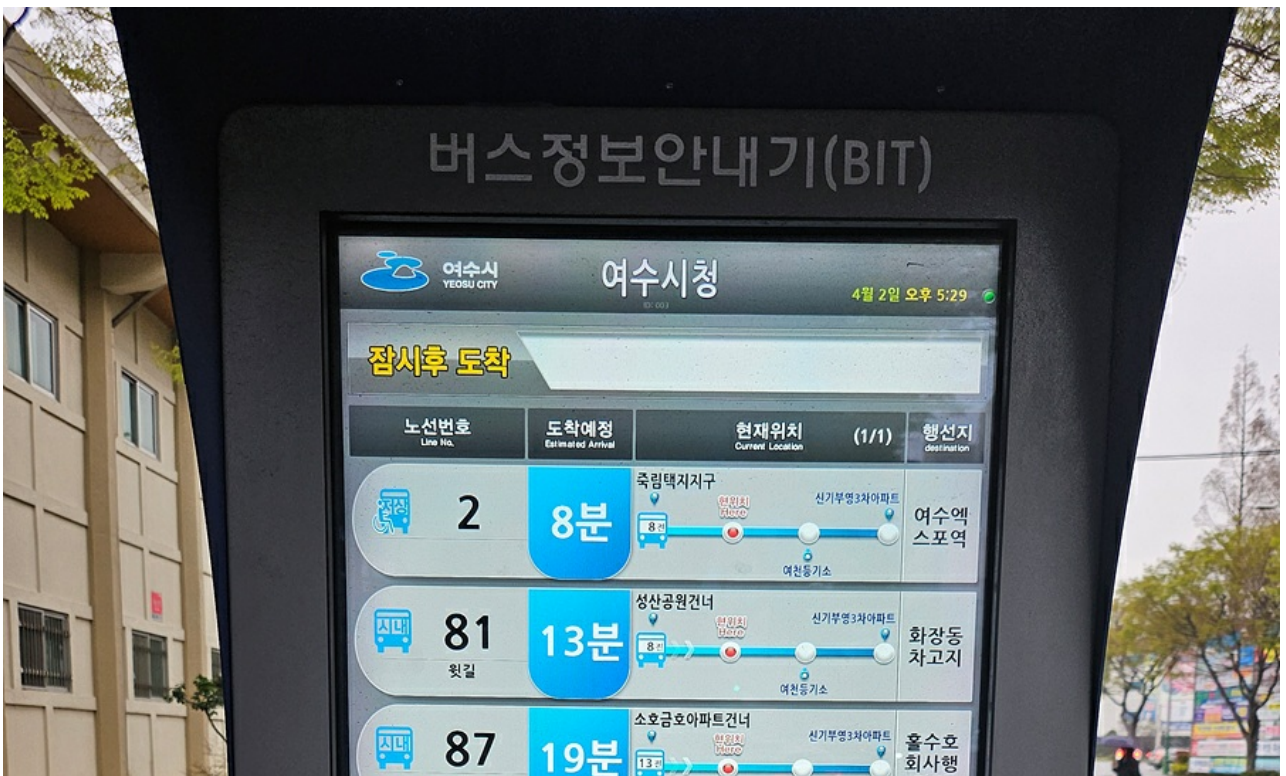 버스정보안내기(BIT)
여수시
YEOSU CITY
여수시청
ID: 003
4월 2일 오후 5:29
잠시후 도착
노선번호
Line No.
도착예정
Estimated Arrival
현재위치
Current Location
(1/1)
행선지
destination
저상
2
8분
죽림택지지구
8전
현위치
Here
신기부영3차아파트
여천등기소
여수엑
스포역
시내
81
윗길
13분
성산공원건너
8전
현위치
Here
신기부영3차아파트
여천등기소
화장동
차고지
시내
87
19분
소호금호아파트건너
13전
현위치
Here
신기부영3차아파트
홀수호
회사행